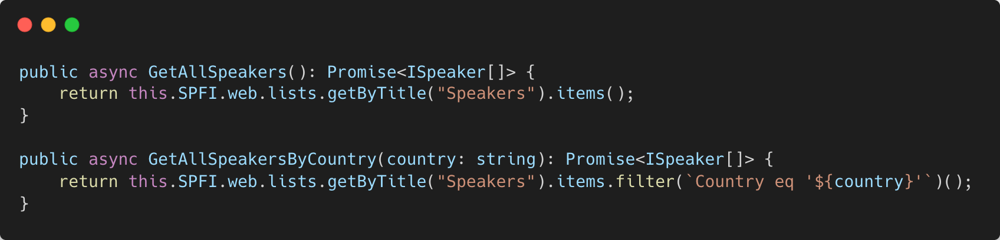 public async GetAllSpeakers(): Promise<ISpeaker[]> {
    return this.SPFI.web.lists.getByTitle("Speakers").items();
}
public async GetAllSpeakersByCountry(country: string): Promise<ISpeaker[]> {
    return this.SPFI.web.lists.getByTitle("Speakers").items.filter(`Country eq '${country}'`)();
}